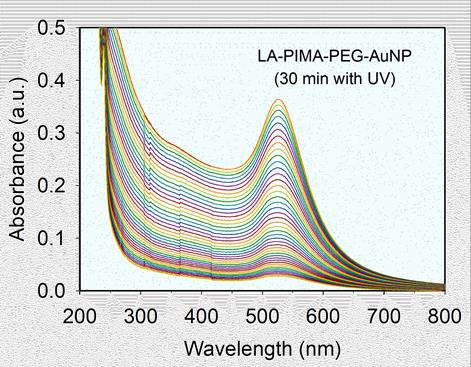 0.5
LA-PIMA-PEG-AuNP
(30 min with UV)
0.4
0.3
0.2
0.1
0.0
Absorbance (a.u.)
200 300 400 500 600 700 800
Wavelength (nm)